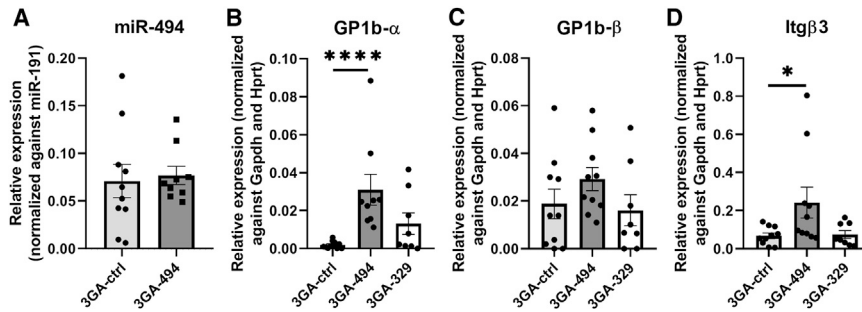 A
miR-494
Relative expression
(normalized against miR-191)
0.20
0.15
0.10
0.05
0.00
3GA-ctrl
3GA-494
B
GP1b-α
Relative expression (normalized
against Gapdh and Hprt)
0.10
0.08
0.06
0.04
0.02
0.00
****
3GA-ctrl
3GA-494
3GA-329
C
GP1b-β
Relative expression (normalized
against Gapdh and Hprt)
0.08
0.06
0.04
0.02
0.00
3GA-ctrl
3GA-494
3GA-329
D
Itgβ3
Relative expression (normalized
against Gapdh and Hprt)
1.0
0.8
0.6
0.4
0.2
0.0
*
3GA-ctrl
3GA-494
3GA-329